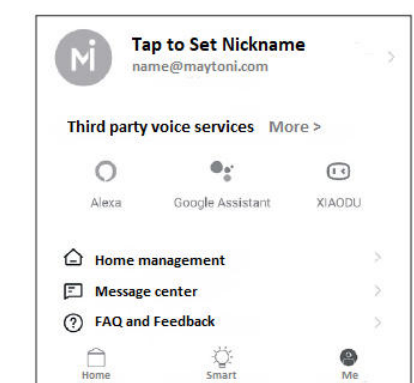 Mi
Tap to Set Nickname
name@maytoni.com
Third party voice services More >
Alexa Google Assistant XIAODU
Home management
Message center
FAQ and Feedback
Home Smart Me